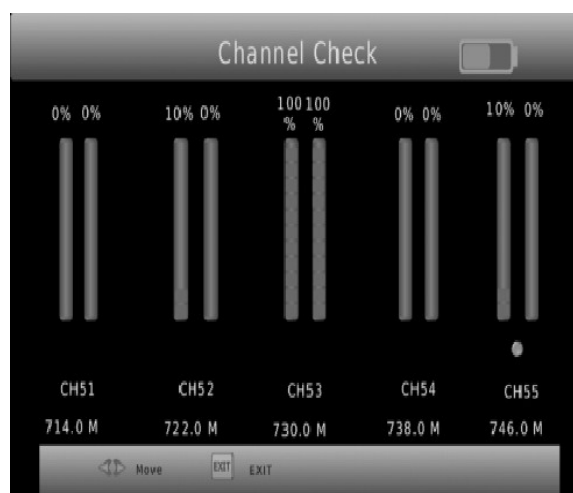 Channel Check
0% 0% 10% 0% 100 100 0% 0% 10% 0%
% %
CH51 CH52 CH53 CH54 CH55
714.0 M 722.0 M 730.0 M 738.0 M 746.0 M
Move EXIT EXIT